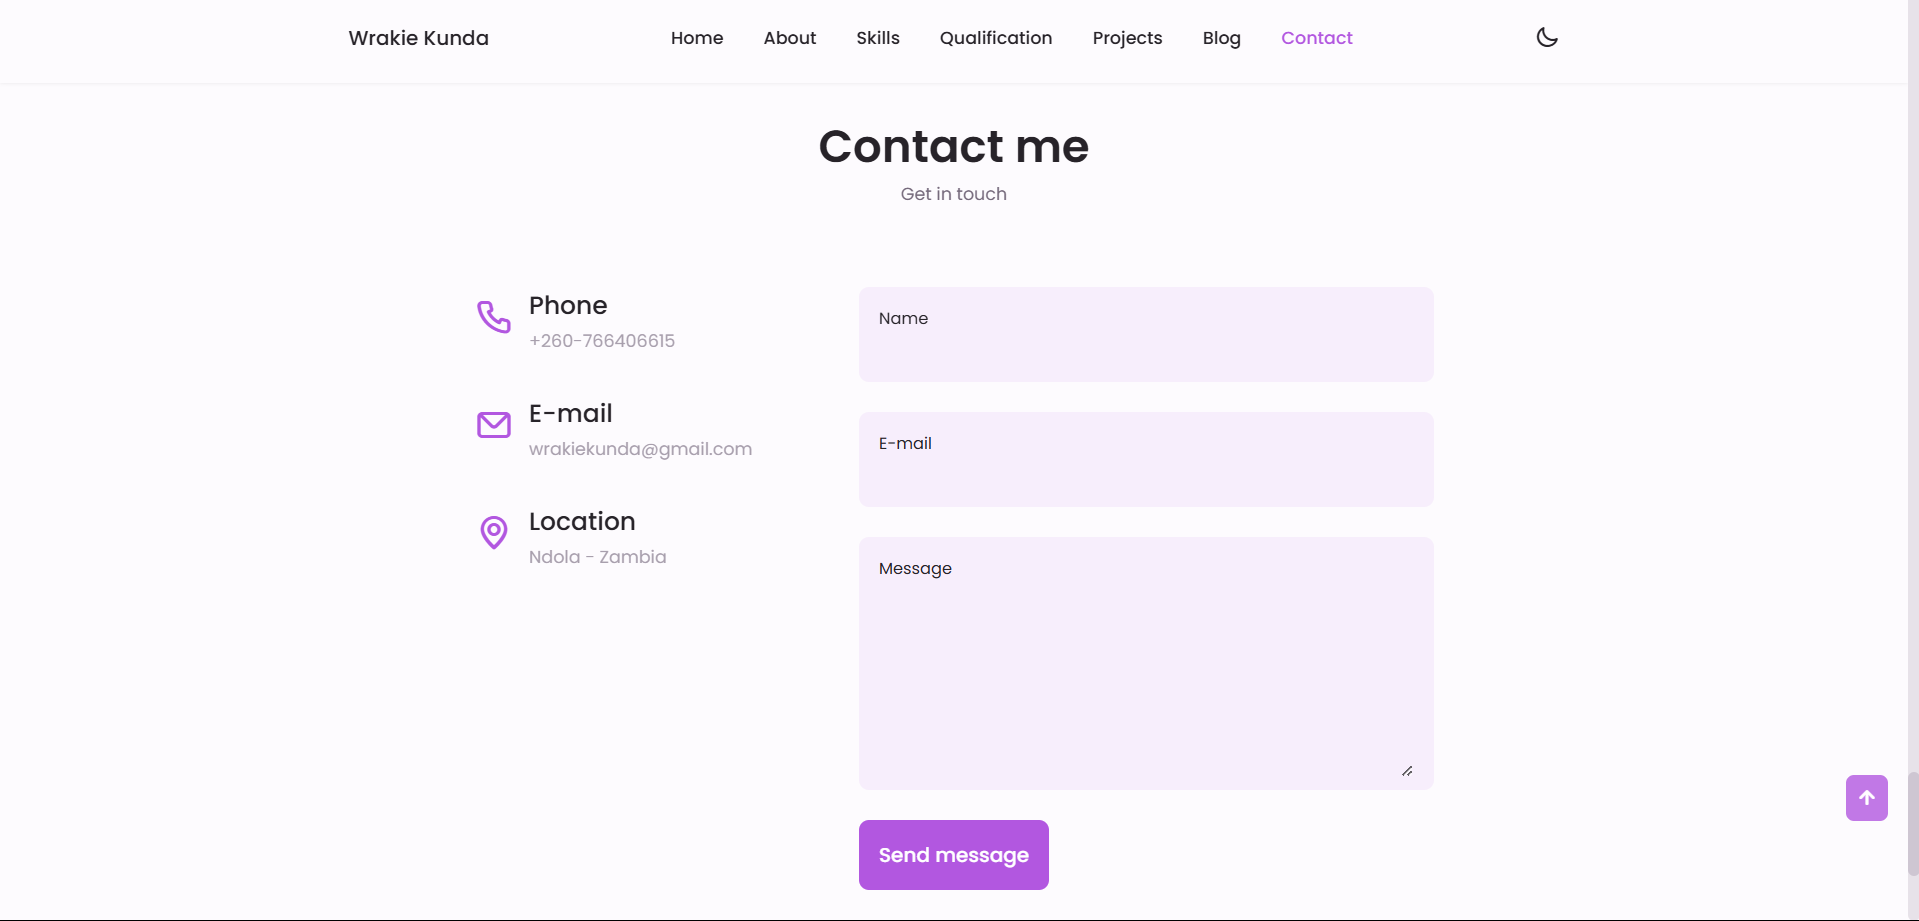 Wrakie Kunda
Home About Skills Qualification Projects Blog Contact
Contact me
Get in touch
Phone
+260-766406615
E-mail
wrakiekunda@gmail.com
Location
Ndola - Zambia
Name
E-mail
Message
Send message